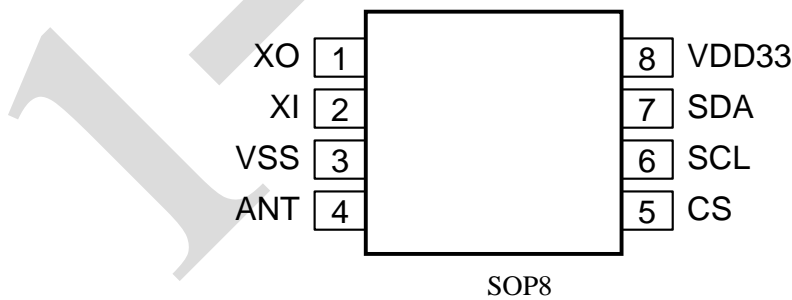 XO 1 8 VDD33
XI 2 7 SDA
VSS 3 6 SCL
ANT 4 5 CS
SOP8